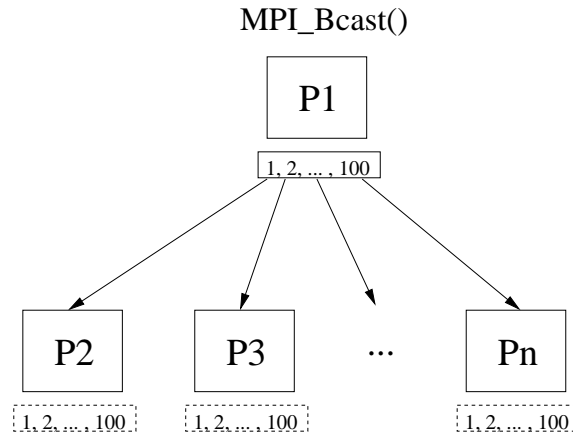 MPI_Bcast()
P1
1, 2, ... , 100
P2 P3 ... Pn
1, 2, ... , 100 1, 2, ... , 100 1, 2, ... , 100